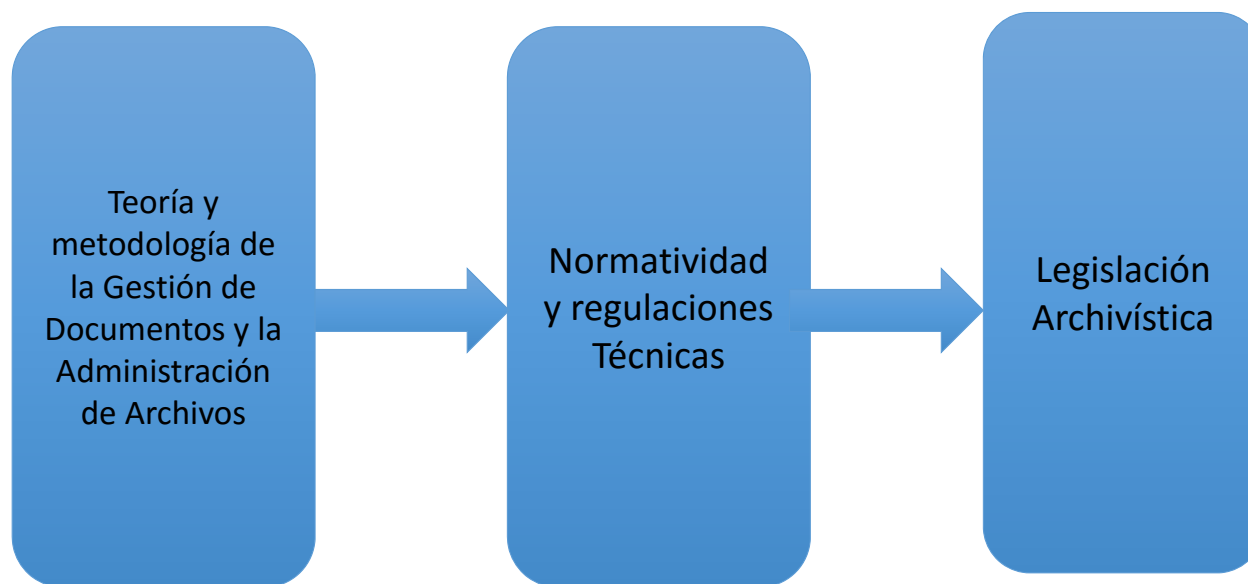 Teoría y
metodología de
la Gestión de
Documentos y la
Administración
de Archivos
Normatividad
y regulaciones
Técnicas
Legislación
Archivística